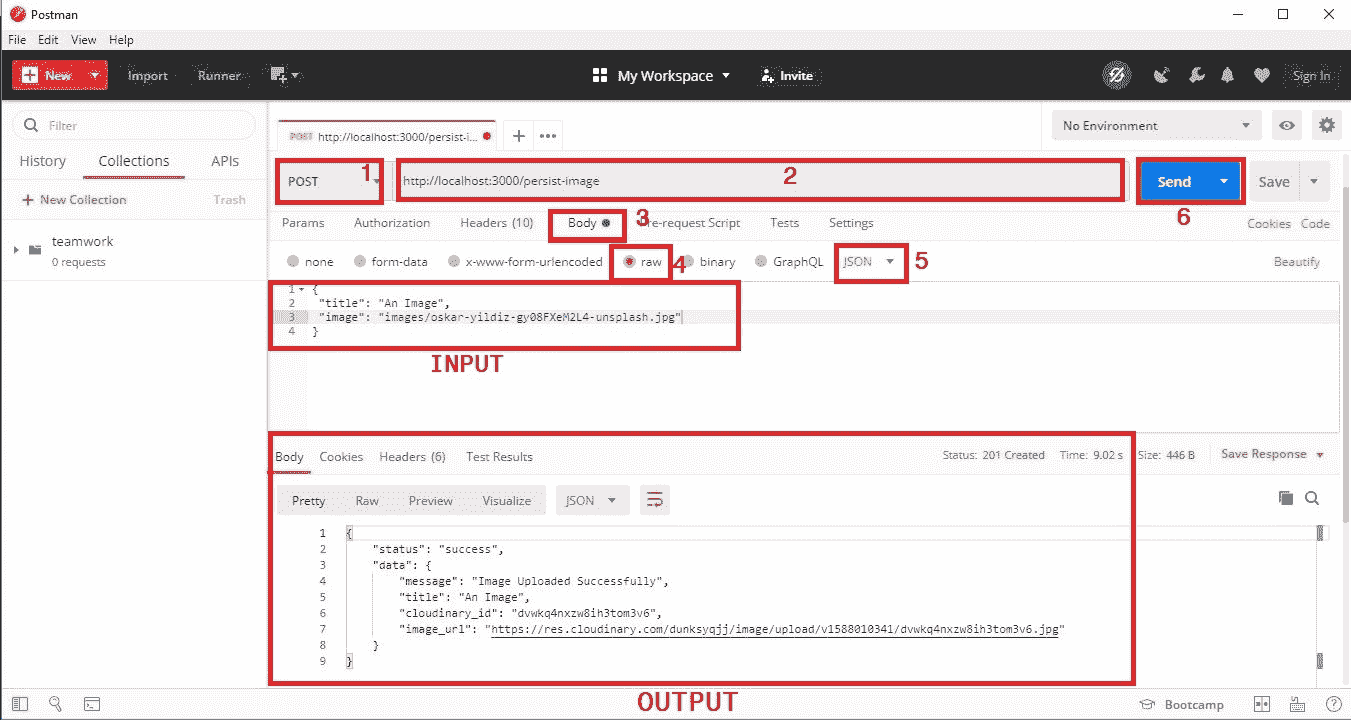 Postman
File Edit View Help
New Import Runner My Workspace Invite Sign In
Filter
History Collections APIs
New Collection Trash
teamwork
0 requests
POST http://localhost:3000/persist-i... No Environment
POST 1 http://localhost:3000/persist-image 2 Send Save
6
Params Authorization Headers (10) Body 3 re-request Script Tests Settings Cookies Code
none form-data x-www-form-urlencoded raw 4 binary GraphQL JSON 5 Beautify
1 {
2 "title": "An Image",
3 "image": "images/oskar-yildiz-gy08FXeM2L4-unsplash.jpg"
4 }
INPUT
Body Cookies Headers (6) Test Results Status: 201 Created Time: 9.02 s Size: 446 B Save Response
Pretty Raw Preview Visualize JSON
1 {
2 "status": "success",
3 "data": {
4 "message": "Image Uploaded Successfully",
5 "title": "An Image",
6 "cloudinary_id": "dvwkq4nxzw8ih3tom3v6",
7 "image_url": "https://res.cloudinary.com/dunksyqjj/image/upload/v1588010341/dvwkq4nxzw8ih3tom3v6.jpg"
8 }
9 }
OUTPUT
Bootcamp